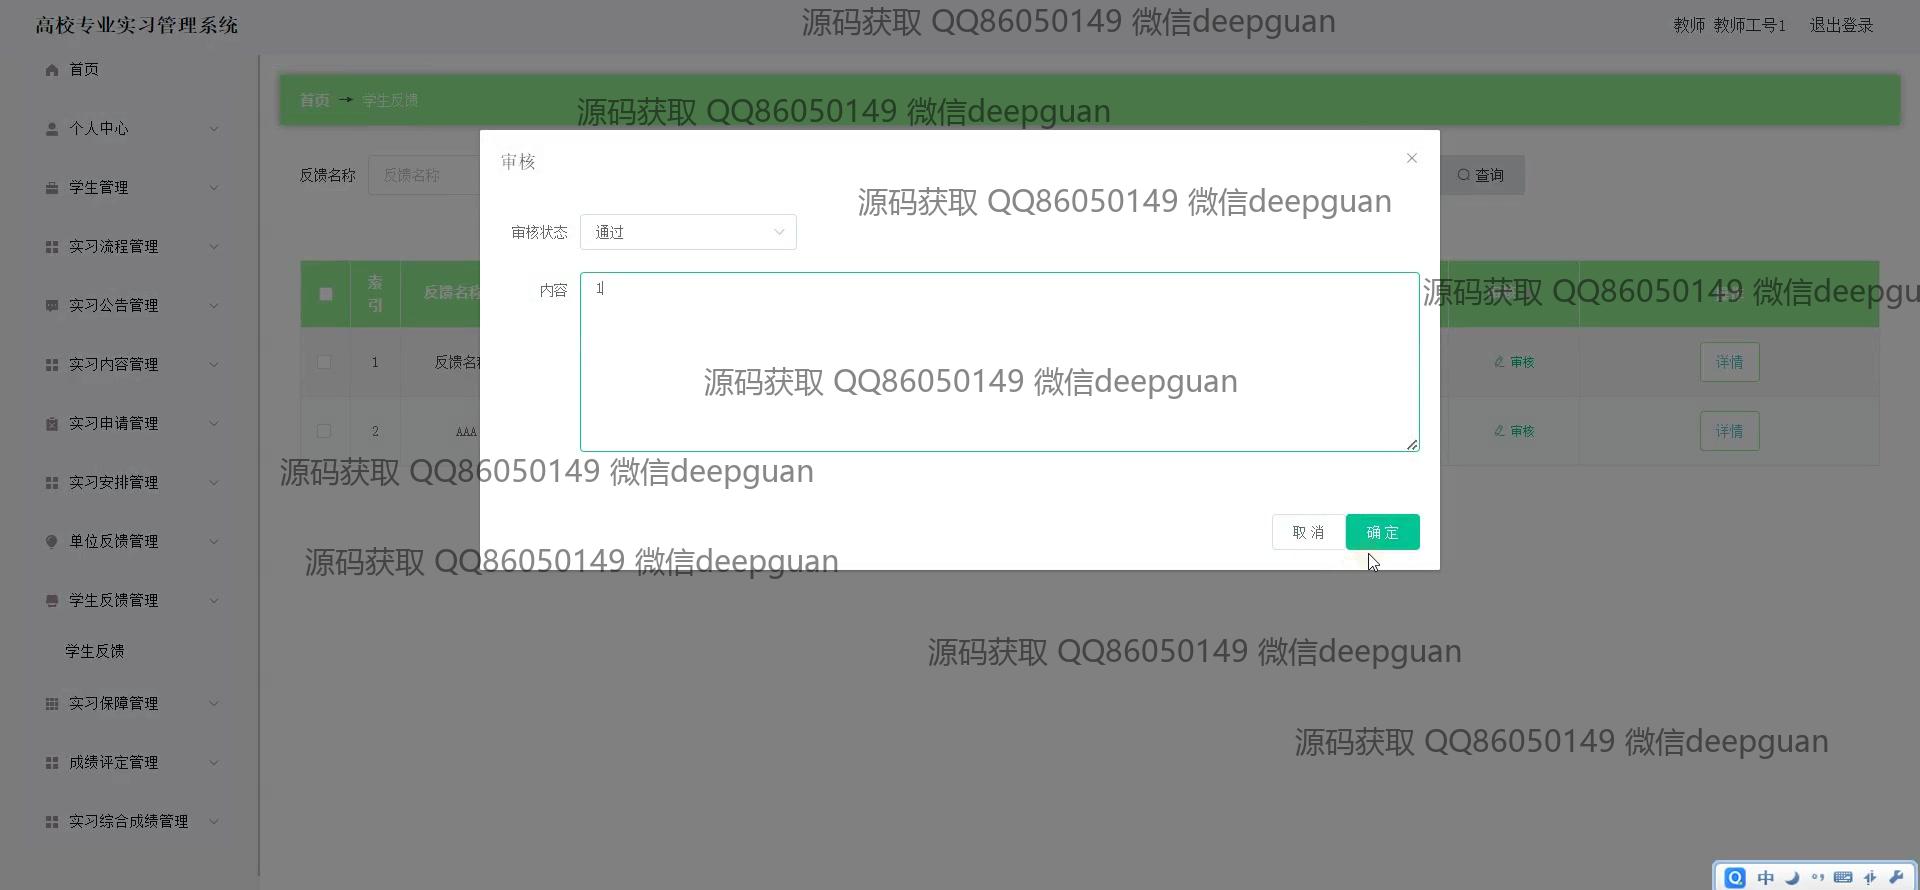 高校专业实习管理系统
源码获取 QQ86050149 微信deepguan
教师 教师工号1 退出登录
首页
个人中心
学生管理
实习流程管理
实习公告管理
实习内容管理
实习申请管理
实习安排管理
单位反馈管理
学生反馈管理
学生反馈
实习保障管理
成绩评定管理
实习综合成绩管理
首页 → 学生反馈
源码获取 QQ86050149 微信deepguan
反馈名称 反馈名称
查询
审核
源码获取 QQ86050149 微信deepguan
审核状态 通过
内容 1
索引 反馈名称
源码获取 QQ86050149 微信deepgu
1 反馈名 审核 详情
源码获取 QQ86050149 微信deepguan
2 AAA 审核 详情
源码获取 QQ86050149 微信deepguan
取消 确定
源码获取 QQ86050149 微信deepguan
源码获取 QQ86050149 微信deepguan
源码获取 QQ86050149 微信deepguan
中